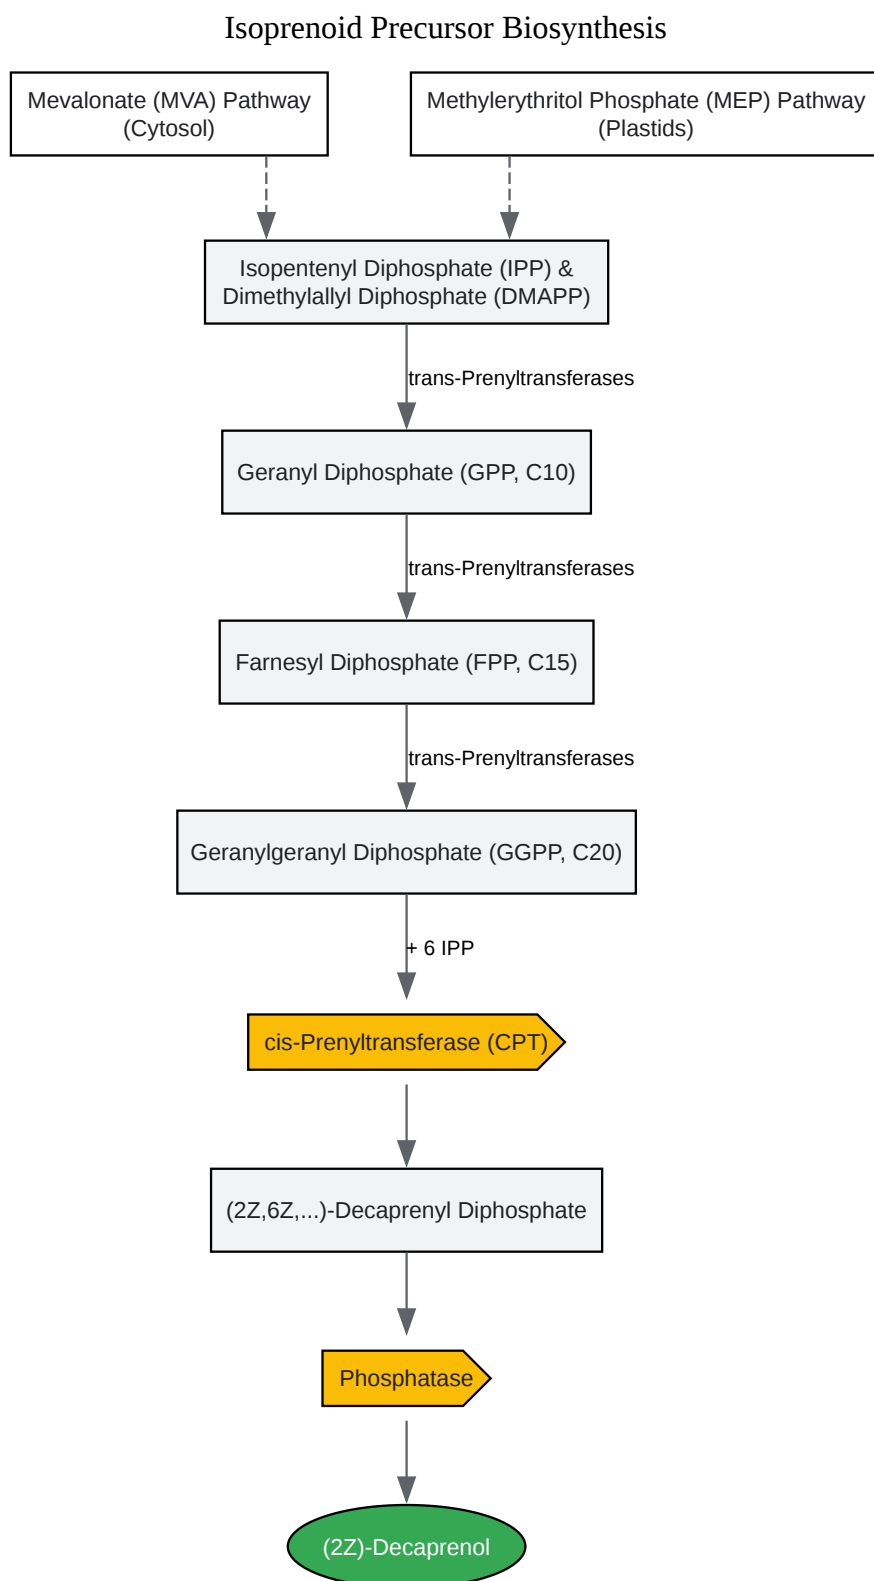 Isoprenoid Precursor Biosynthesis
Mevalonate (MVA) Pathway
(Cytosol)
Methylerythritol Phosphate (MEP) Pathway
(Plastids)
Isopentenyl Diphosphate (IPP) &
Dimethylallyl Diphosphate (DMAPP)
trans-Prenyltransferases
Geranyl Diphosphate (GPP, C10)
trans-Prenyltransferases
Farnesyl Diphosphate (FPP, C15)
trans-Prenyltransferases
Geranylgeranyl Diphosphate (GGPP, C20)
+ 6 IPP
cis-Prenyltransferase (CPT)
(2Z,6Z,...)-Decaprenyl Diphosphate
Phosphatase
(2Z)-Decaprenol